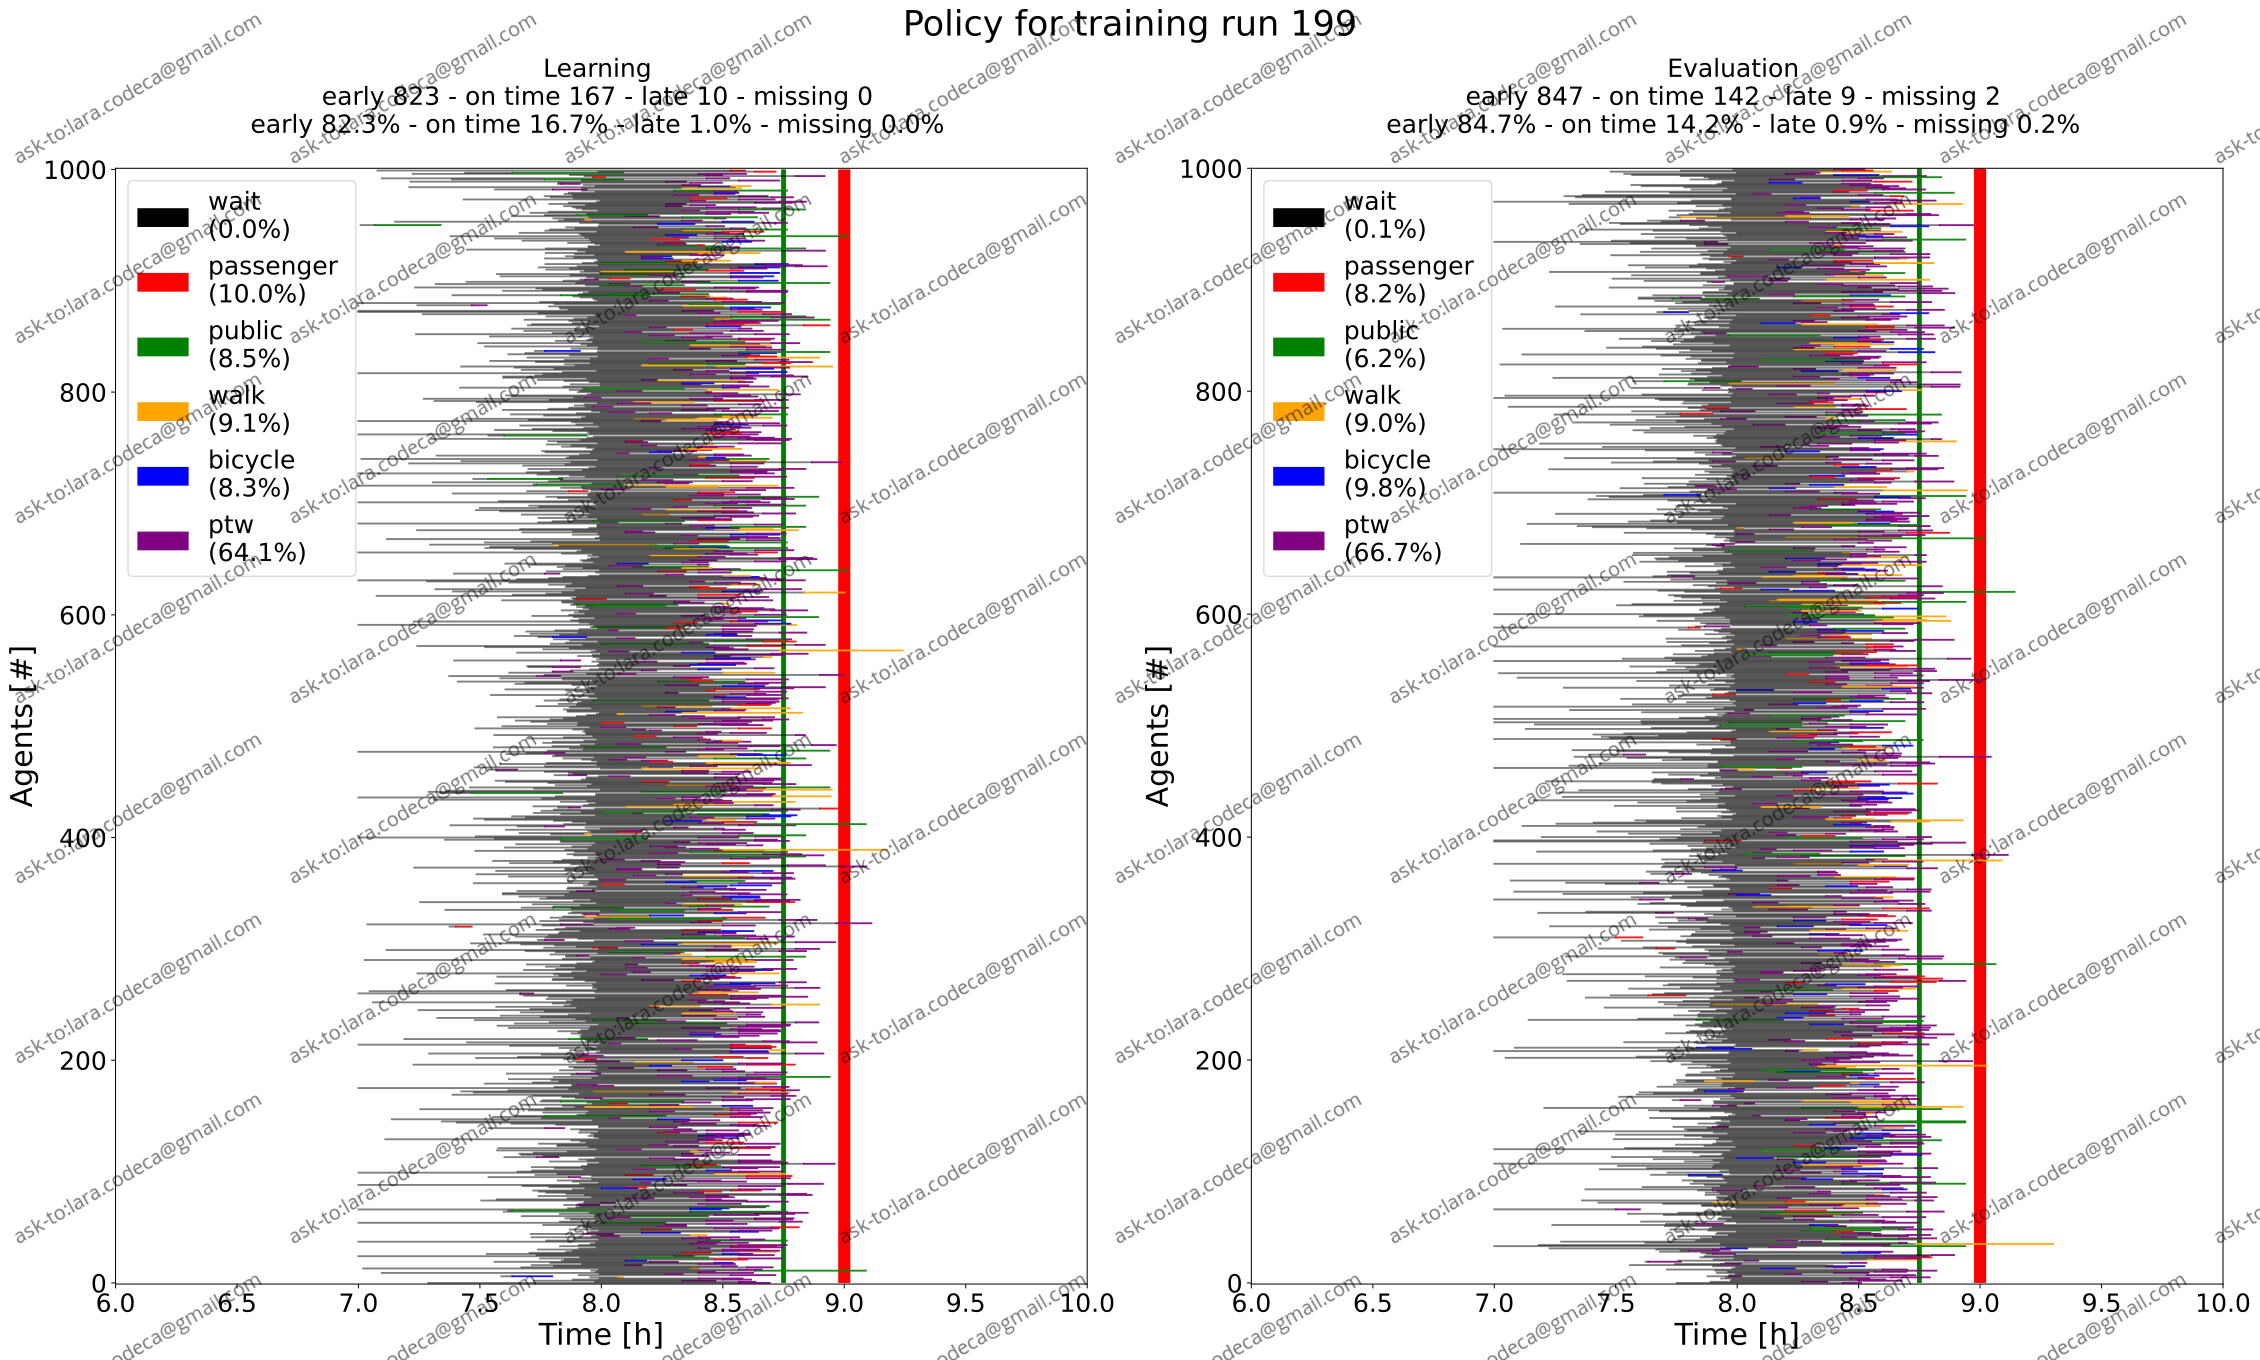 Policy for training run 199
Learning
early 823 - on time 167 - late 10 - missing 0
early 82.3% - on time 16.7% - late 1.0% - missing 0.0%
1000
800
600
400
200
0
Agents [#]
wait
(0.0%)
passenger
(10.0%)
public
(8.5%)
walk
(9.1%)
bicycle
(8.3%)
ptw
(64.1%)
6.0 6.5 7.0 7.5 8.0 8.5 9.0 9.5 10.0
Time [h]
Evaluation
early 847 - on time 142 - late 9 - missing 2
early 84.7% - on time 14.2% - late 0.9% - missing 0.2%
1000
800
600
400
200
0
Agents [#]
wait
(0.1%)
passenger
(8.2%)
public
(6.2%)
walk
(9.0%)
bicycle
(9.8%)
ptw
(66.7%)
6.0 6.5 7.0 7.5 8.0 8.5 9.0 9.5 10.0
Time [h]
ask-to:lara.codeca@gmail.com